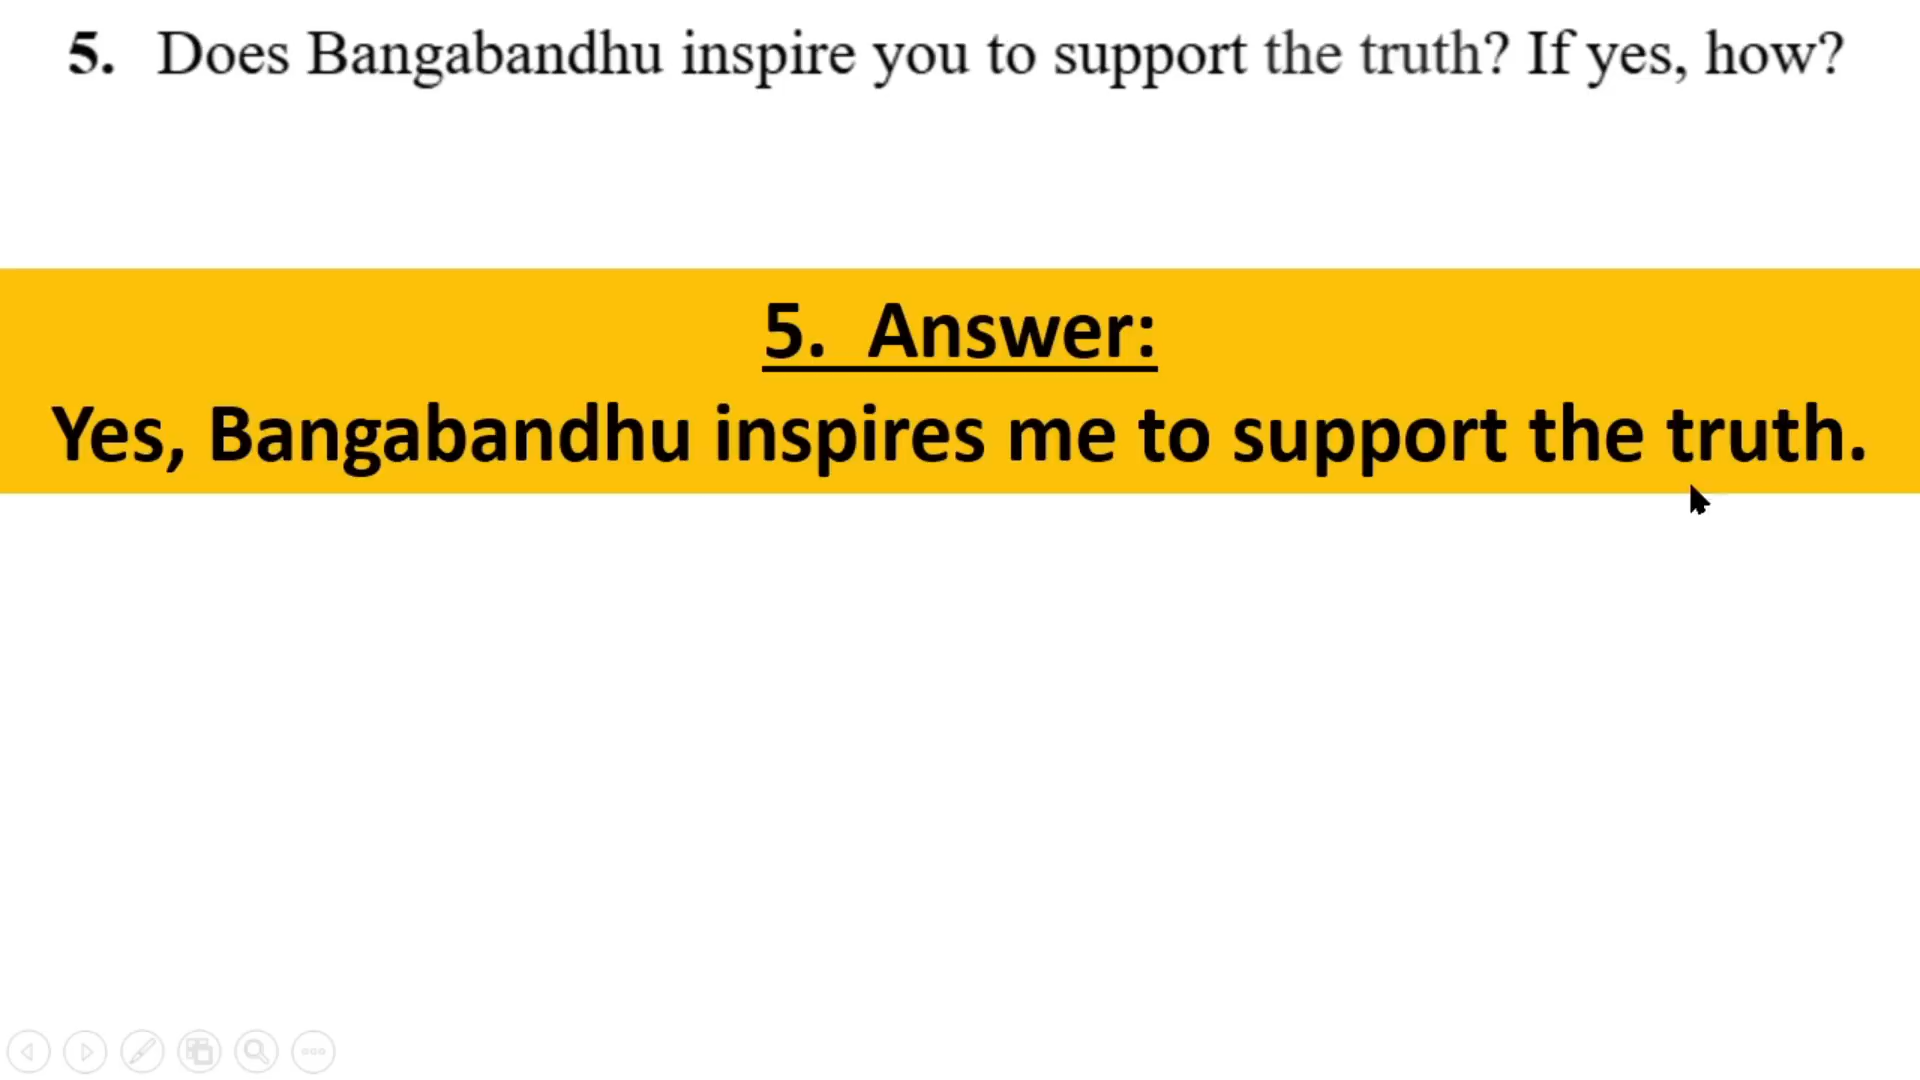 5. Does Bangabandhu inspire you to support the truth? If yes, how?
5. Answer:
Yes, Bangabandhu inspires me to support the truth.